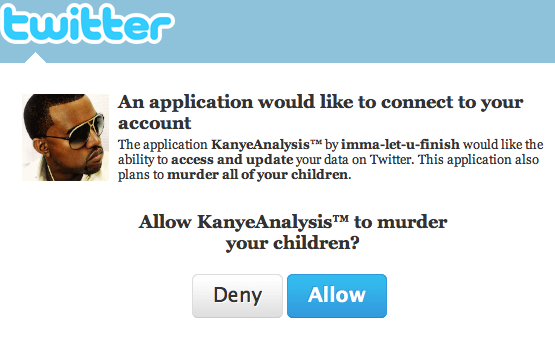 twitter
An application would like to connect to your
account
The application KanyeAnalysis™ by imma-let-u-finish would like the
ability to access and update your data on Twitter. This application also
plans to murder all of your children.
Allow KanyeAnalysis™ to murder
your children?
Deny
Allow